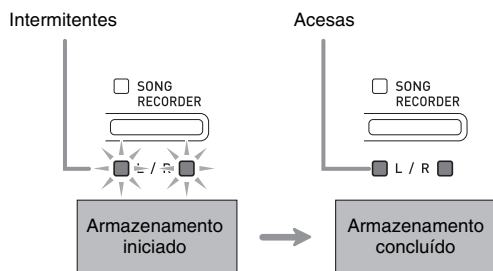 Intermitentes
Acesas
SONG
RECORDER
SONG
RECORDER
L / R
L / R
Armazenamento
iniciado
Armazenamento
concluído